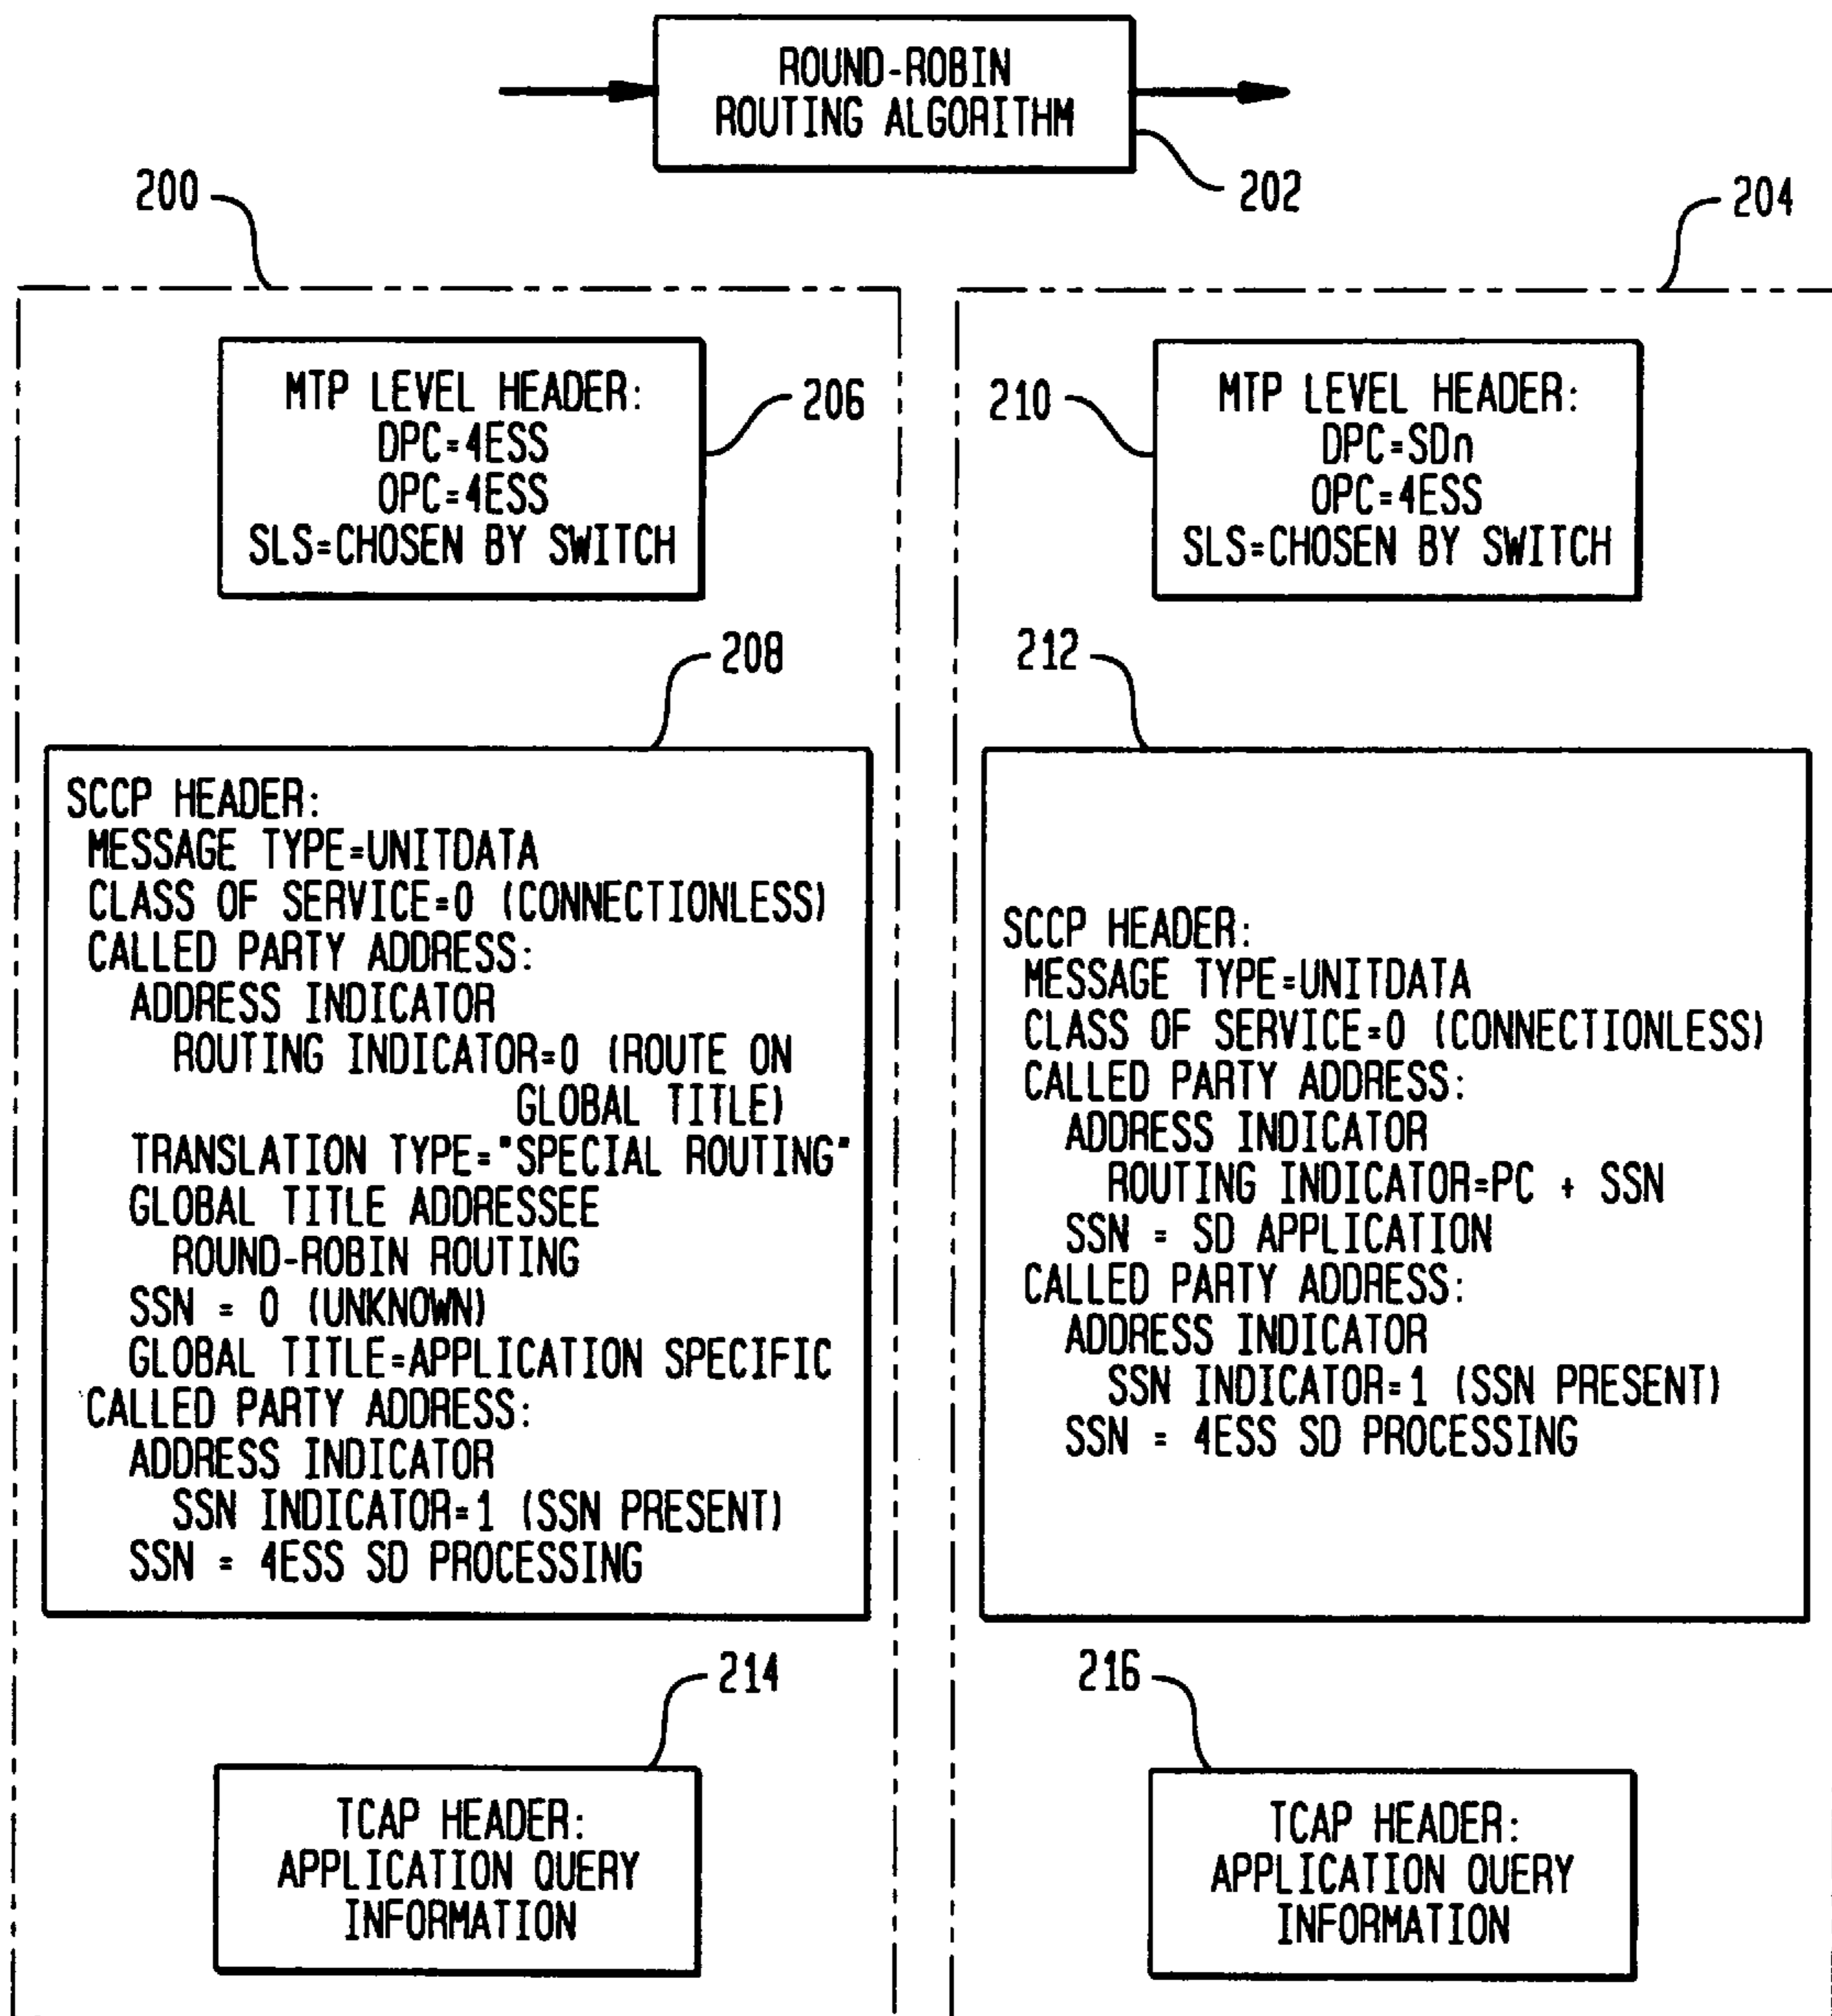 ROUND-ROBIN
ROUTING ALGORITHM
202
200
204
MTP LEVEL HEADER:
DPC=4ESS
OPC=4ESS
SLS=CHOSEN BY SWITCH
206
208
SCCP HEADER:
MESSAGE TYPE=UNITDATA
CLASS OF SERVICE=0 (CONNECTIONLESS)
CALLED PARTY ADDRESS:
ADDRESS INDICATOR
ROUTING INDICATOR=0 (ROUTE ON
GLOBAL TITLE)
TRANSLATION TYPE="SPECIAL ROUTING"
GLOBAL TITLE ADDRESSEE
ROUND-ROBIN ROUTING
SSN = 0 (UNKNOWN)
GLOBAL TITLE=APPLICATION SPECIFIC
CALLED PARTY ADDRESS:
ADDRESS INDICATOR
SSN INDICATOR=1 (SSN PRESENT)
SSN = 4ESS SD PROCESSING
214
TCAP HEADER:
APPLICATION QUERY
INFORMATION
210
MTP LEVEL HEADER:
DPC=SDn
OPC=4ESS
SLS=CHOSEN BY SWITCH
212
SCCP HEADER:
MESSAGE TYPE=UNITDATA
CLASS OF SERVICE=0 (CONNECTIONLESS)
CALLED PARTY ADDRESS:
ADDRESS INDICATOR
ROUTING INDICATOR=PC + SSN
SSN = SD APPLICATION
CALLED PARTY ADDRESS:
ADDRESS INDICATOR
SSN INDICATOR=1 (SSN PRESENT)
SSN = 4ESS SD PROCESSING
216
TCAP HEADER:
APPLICATION QUERY
INFORMATION